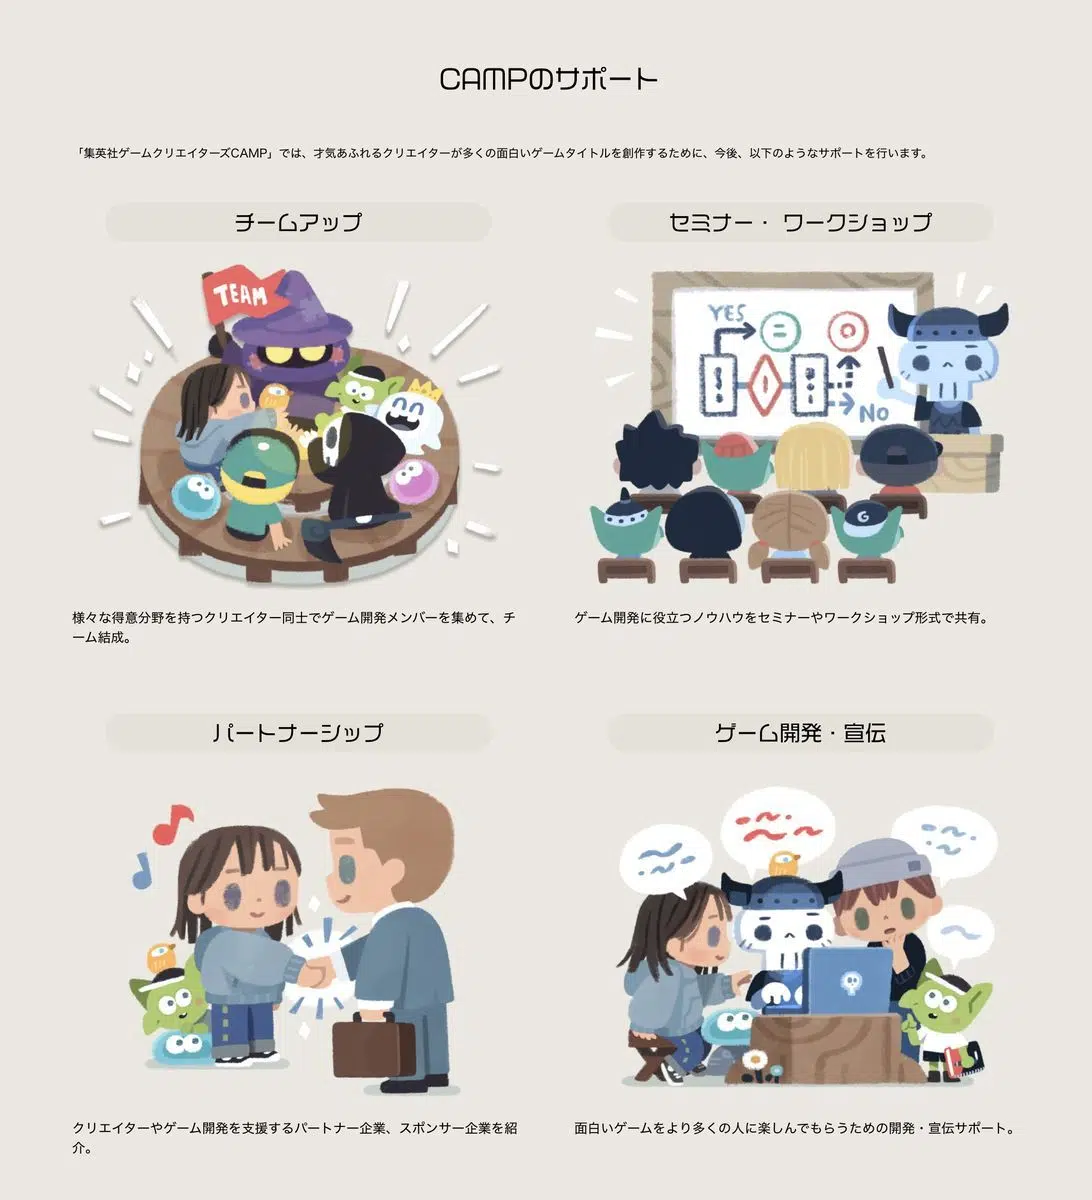 CAMPのサポート
「集英社ゲームクリエイターズCAMP」では、才気あふれるクリエイターが多くの面白いゲームタイトルを創作するために、今後、以下のようなサポートを行います。
チームアップ
セミナー・ ワークショップ
TEAM
YES
NO
G
様々な得意分野を持つクリエイター同士でゲーム開発メンバーを集めて、チ
ーム結成。
ゲーム開発に役立つノウハウをセミナーやワークショップ形式で共有。
パートナーシップ
ゲーム開発・宣伝
クリエイターやゲーム開発を支援するパートナー企業、スポンサー企業を紹
介。
面白いゲームをより多くの人に楽しんでもらうための開発・宣伝サポート。